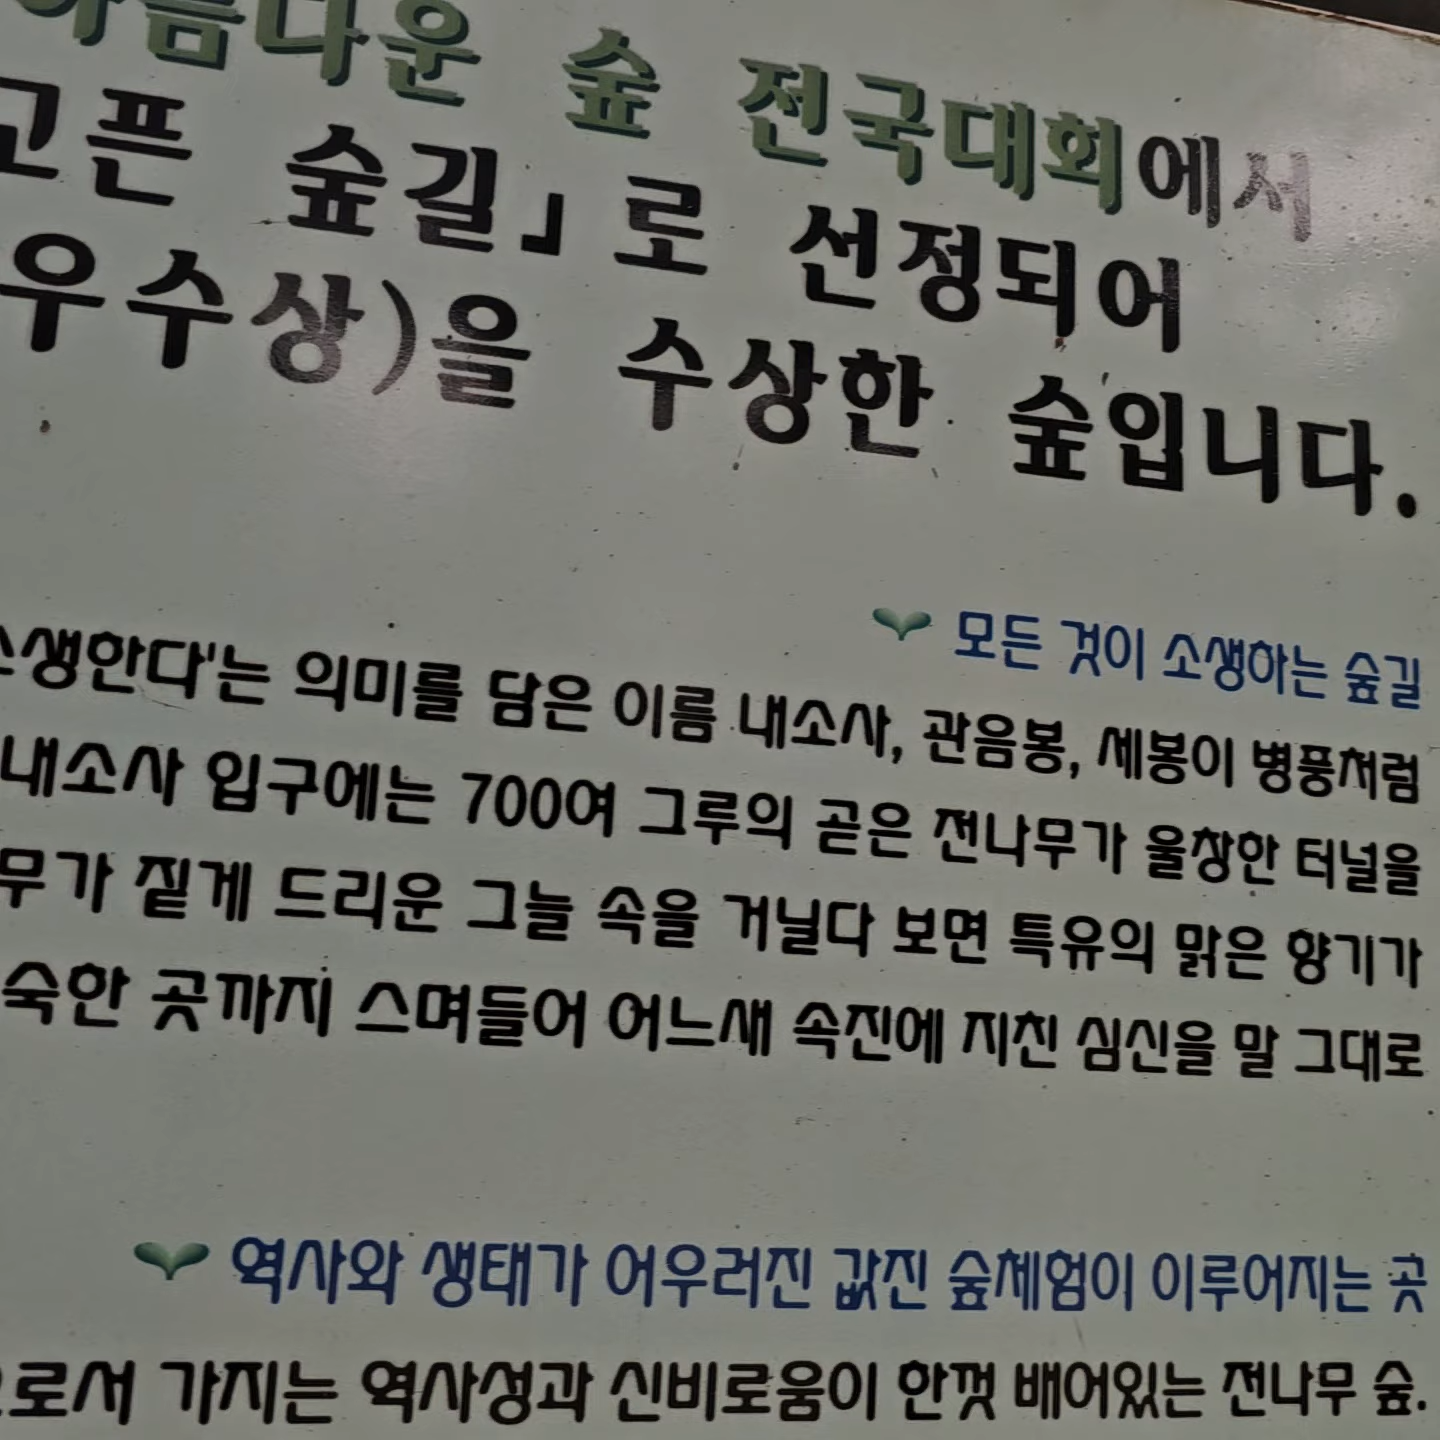 아름다운 숲 전국대회에서
고픈 숲길」로 선정되어
우수상)을 수상한 숲입니다.
모든 것이 소생하는 숲길
소생한다'는 의미를 담은 이름 내소사, 관음봉, 세봉이 병풍처럼
내소사 입구에는 700여 그루의 곧은 전나무가 울창한 터널을
무가 짙게 드리운 그늘 속을 거닐다 보면 특유의 맑은 향기가
숙한 곳까지 스며들어 어느새 속진에 지친 심신을 말 그대로
역사와 생태가 어우러진 값진 숲체험이 이루어지는 곳
로서 가지는 역사성과 신비로움이 한껏 배어있는 전나무 숲.